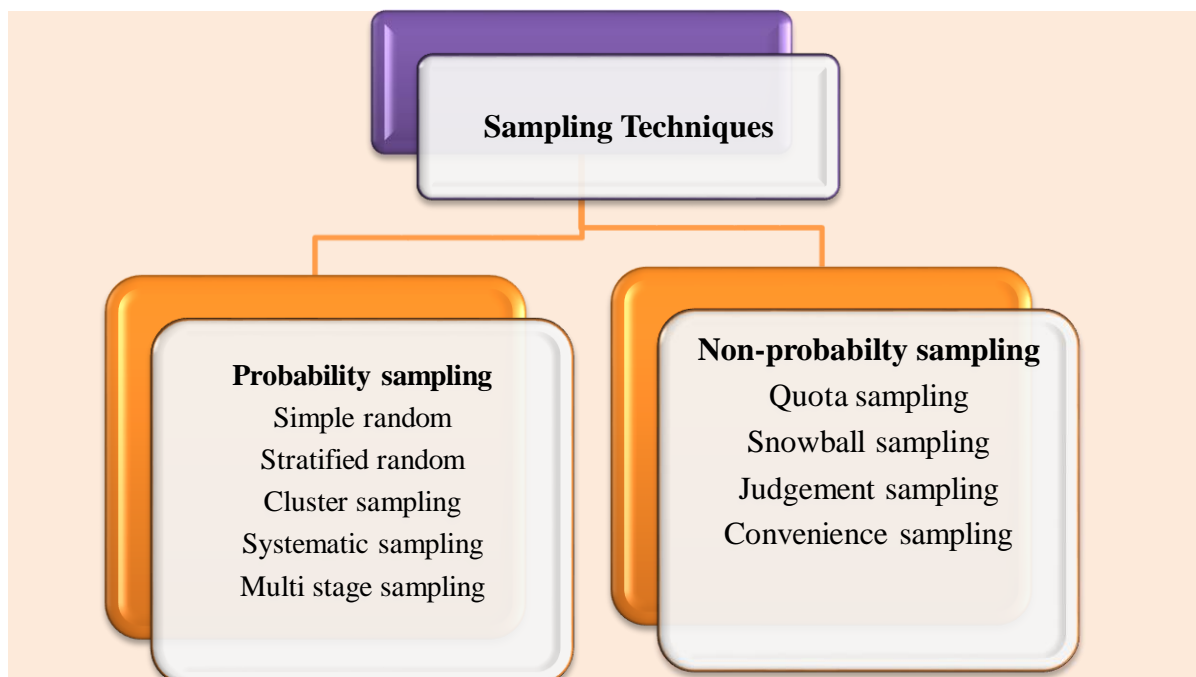 Sampling Techniques
Probability sampling
Simple random
Stratified random
Cluster sampling
Systematic sampling
Multi stage sampling
Non-probabilty sampling
Quota sampling
Snowball sampling
Judgement sampling
Convenience sampling